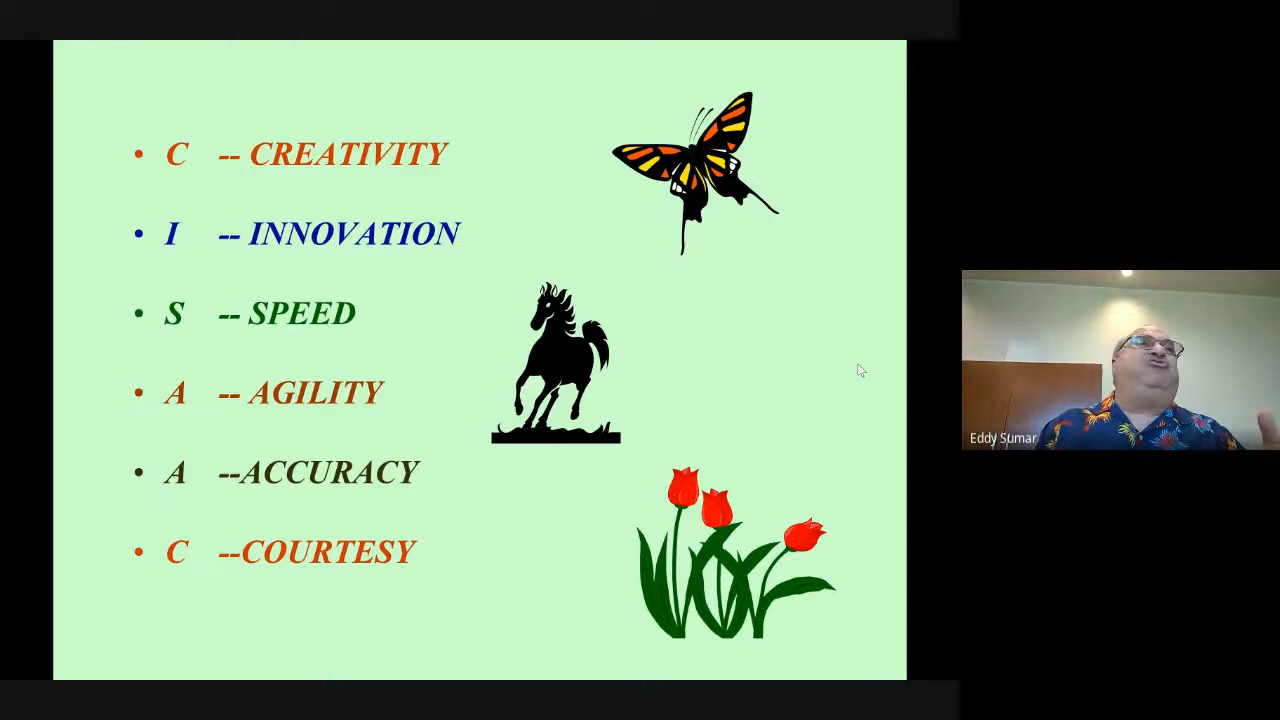 • C -- CREATIVITY
• I -- INNOVATION
• S -- SPEED
• A -- AGILITY
• A --ACCURACY
• C --COURTESY
Eddy Sumar